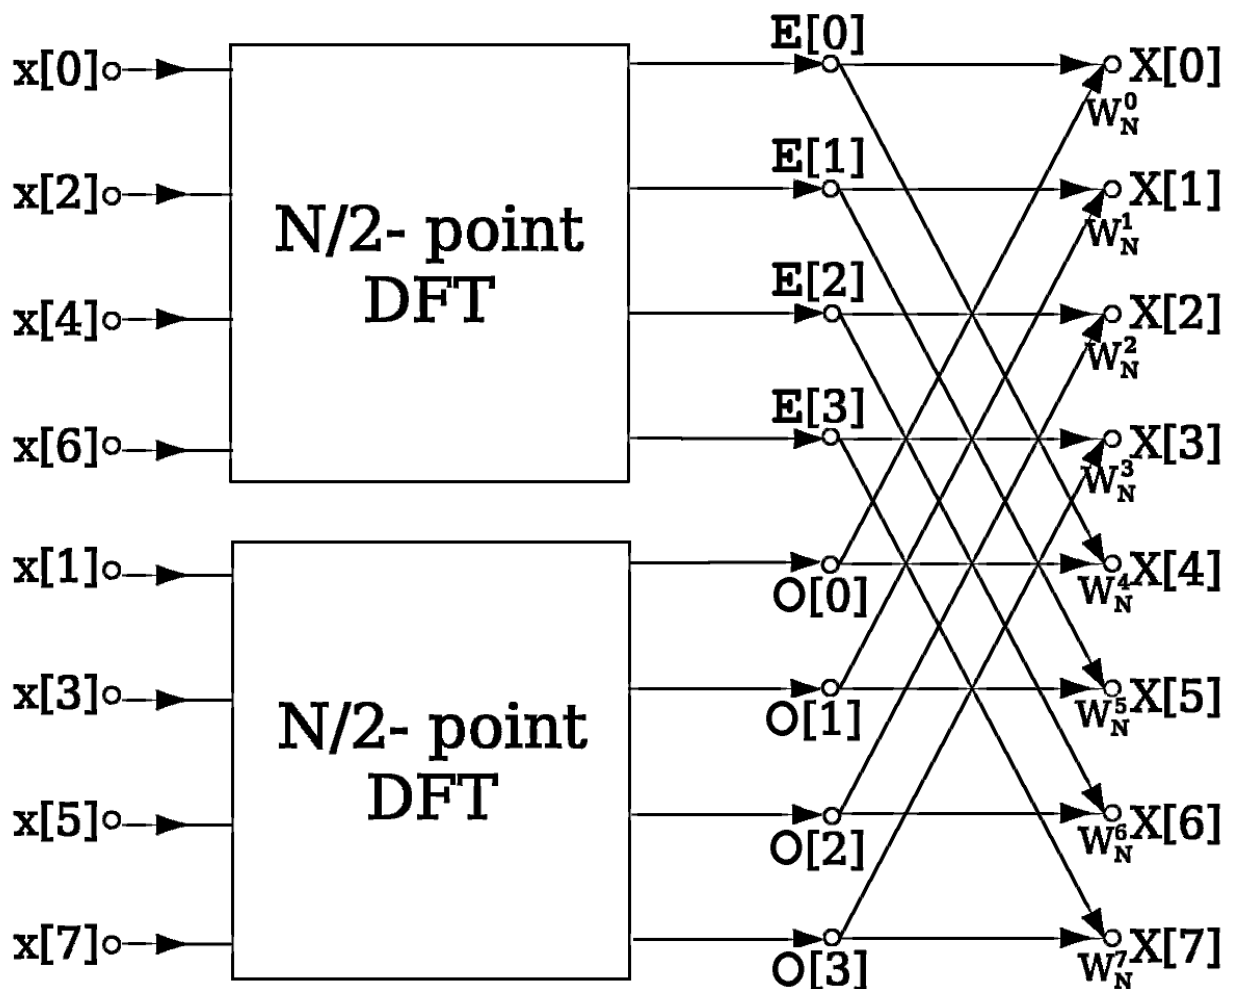 x[0]
x[2]
x[4]
x[6]
x[1]
x[3]
x[5]
x[7]
N/2- point
DFT
N/2- point
DFT
E[0]
E[1]
E[2]
E[3]
O[0]
O[1]
O[2]
O[3]
X[0]
W_N^0
X[1]
W_N^1
X[2]
W_N^2
X[3]
W_N^3
X[4]
W_N^4
X[5]
W_N^5
X[6]
W_N^6
X[7]
W_N^7